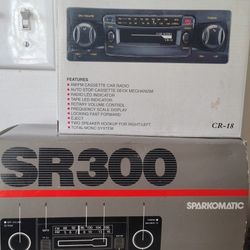 FEATURES
• AM/FM CASSETTE CAR RADIO
• AUTO STOP CASSETTE DECK MECHANISM
• RADIO LED INDICATOR
• TAPE LED INDICATOR
• ROTARY VOLUME CONTROL
• FREQUENCY SCALE DISPLAY
• LOCKING FAST FORWARD
• EJECT
• TWO SPEAKER HOOKUP FOR RIGHT/LEFT
• TOTAL MONO SYSTEM
CR-18
SR300
SPARKOMATIC